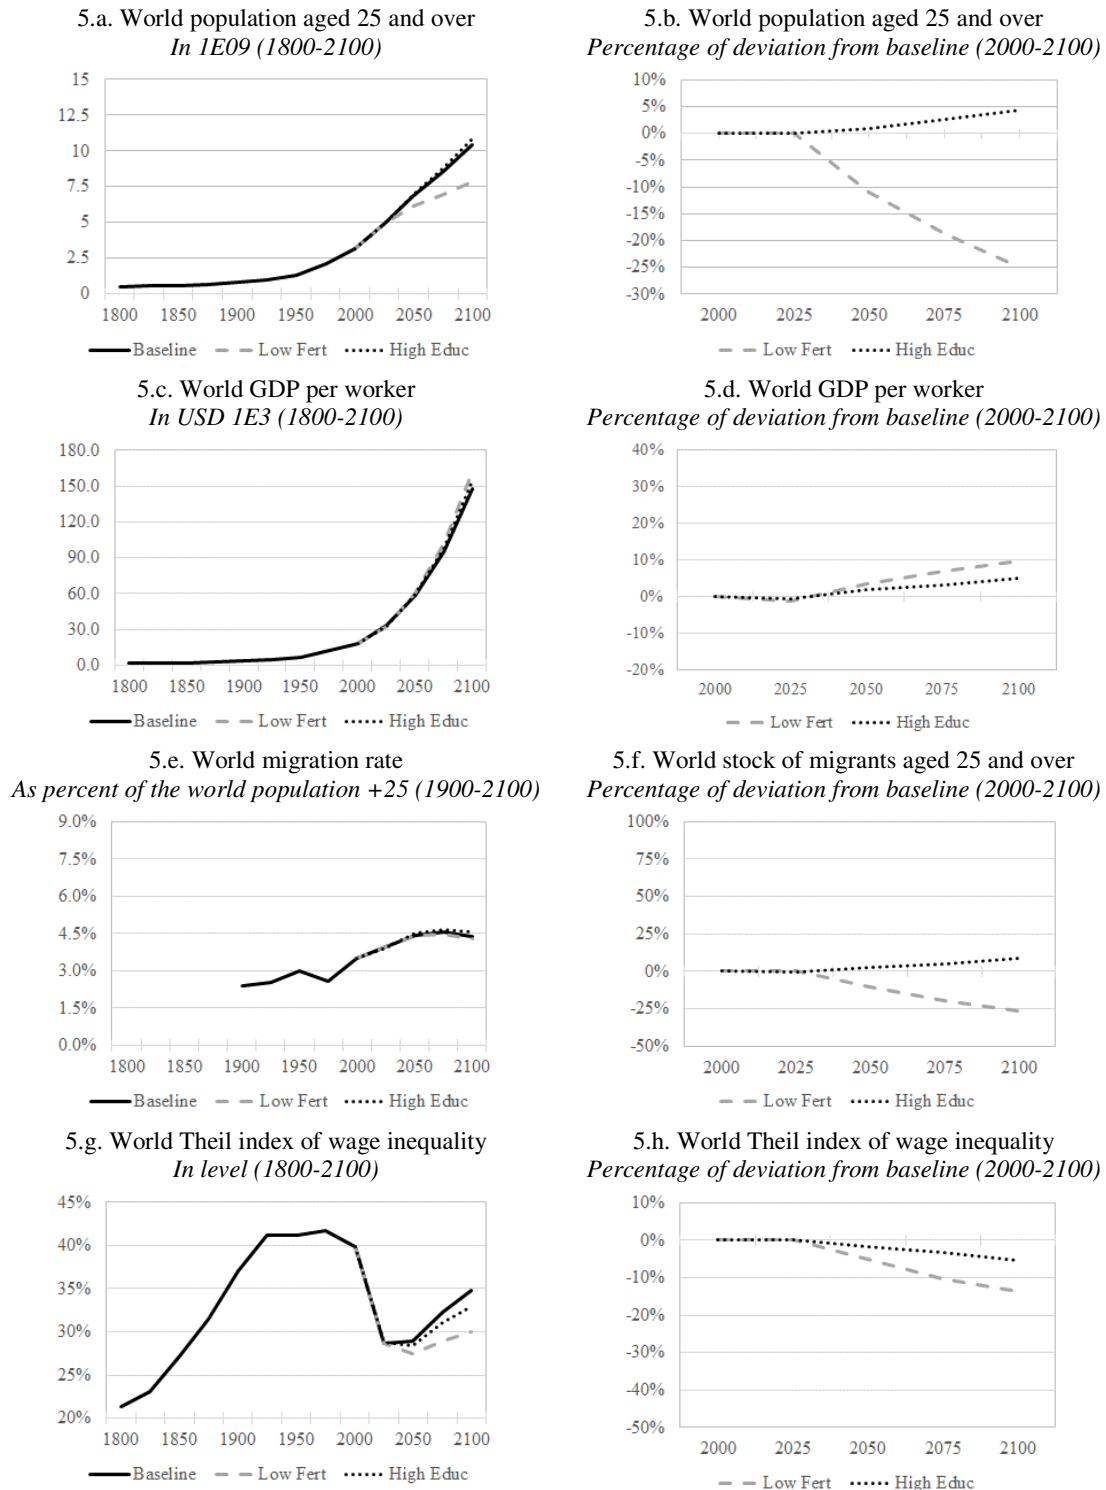 5.a. World population aged 25 and over
In 1E09 (1800-2100)
15
12.5
10
7.5
5
2.5
0
1800 1850 1900 1950 2000 2050 2100
Baseline Low Fert High Educ
5.b. World population aged 25 and over
Percentage of deviation from baseline (2000-2100)
10%
5%
0%
-5%
-10%
-15%
-20%
-25%
-30%
2000 2025 2050 2075 2100
Low Fert High Educ
5.c. World GDP per worker
In USD 1E3 (1800-2100)
180.0
150.0
120.0
90.0
60.0
30.0
0.0
1800 1850 1900 1950 2000 2050 2100
Baseline Low Fert High Educ
5.d. World GDP per worker
Percentage of deviation from baseline (2000-2100)
40%
30%
20%
10%
0%
-10%
-20%
2000 2025 2050 2075 2100
Low Fert High Educ
5.e. World migration rate
As percent of the world population +25 (1900-2100)
9.0%
7.5%
6.0%
4.5%
3.0%
1.5%
0.0%
1800 1850 1900 1950 2000 2050 2100
Baseline Low Fert High Educ
5.f. World stock of migrants aged 25 and over
Percentage of deviation from baseline (2000-2100)
100%
75%
50%
25%
0%
-25%
-50%
2000 2025 2050 2075 2100
Low Fert High Educ
5.g. World Theil index of wage inequality
In level (1800-2100)
45%
40%
35%
30%
25%
20%
1800 1850 1900 1950 2000 2050 2100
Baseline Low Fert High Educ
5.h. World Theil index of wage inequality
Percentage of deviation from baseline (2000-2100)
10%
0%
-10%
-20%
-30%
-40%
-50%
2000 2025 2050 2075 2100
Low Fert High Educ